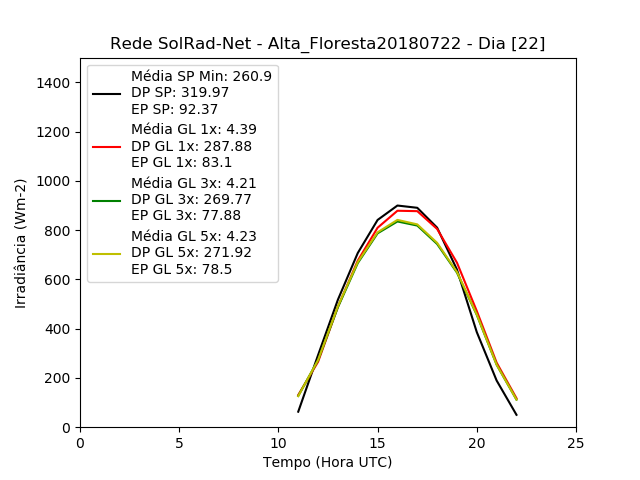 Rede SolRad-Net - Alta_Floresta20180722 - Dia [22]
Média SP Min: 260.9
DP SP: 319.97
EP SP: 92.37
Média GL 1x: 4.39
DP GL 1x: 287.88
EP GL 1x: 83.1
Média GL 3x: 4.21
DP GL 3x: 269.77
EP GL 3x: 77.88
Média GL 5x: 4.23
DP GL 5x: 271.92
EP GL 5x: 78.5
Irradiância (Wm-2)
1400
1200
1000
800
600
400
200
0
0 5 10 15 20 25
Tempo (Hora UTC)